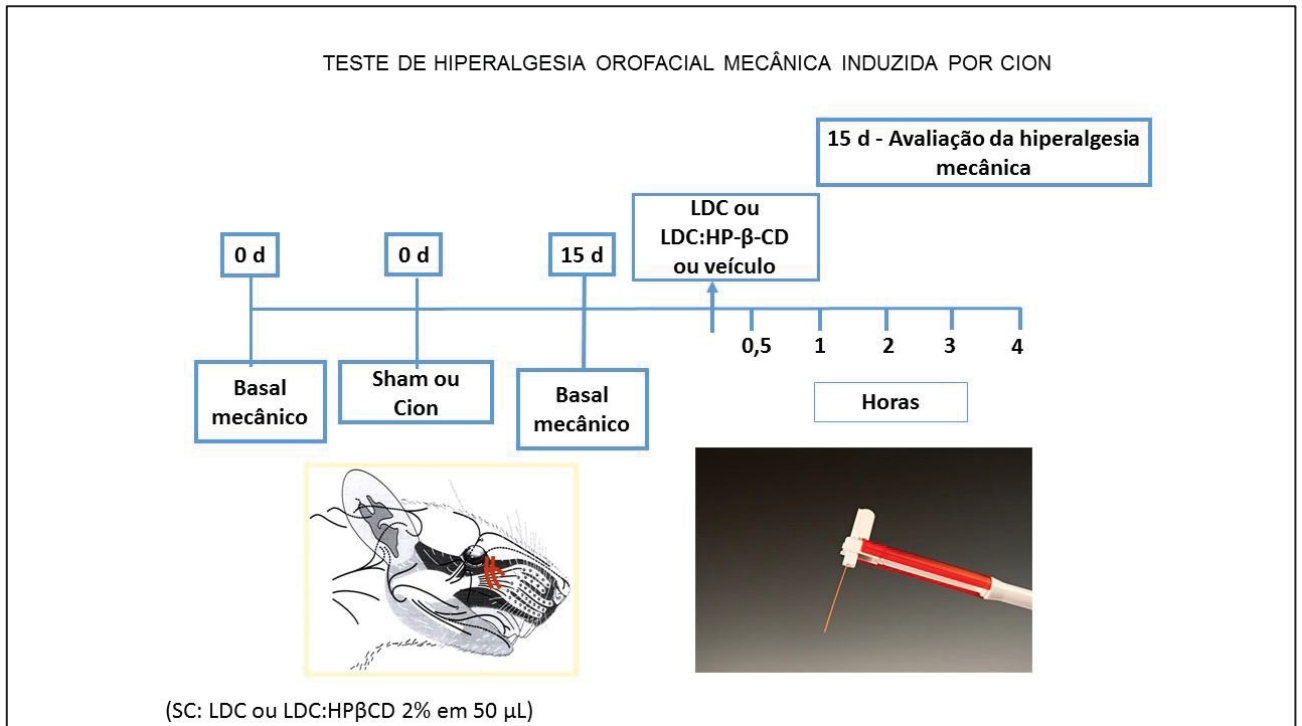 TESTE DE HIPERALGESIA OROFACIAL MECÂNICA INDUZIDA POR CION
15 d - Avaliação da hiperalgesia
mecânica
LDC ou
LDC:HP-β-CD
ou veículo
0 d
0 d
15 d
0,5
1
2
3
4
Basal
mecânico
Sham ou
Cion
Basal
mecânico
Horas
(SC: LDC ou LDC:HPβCD 2% em 50 µL)